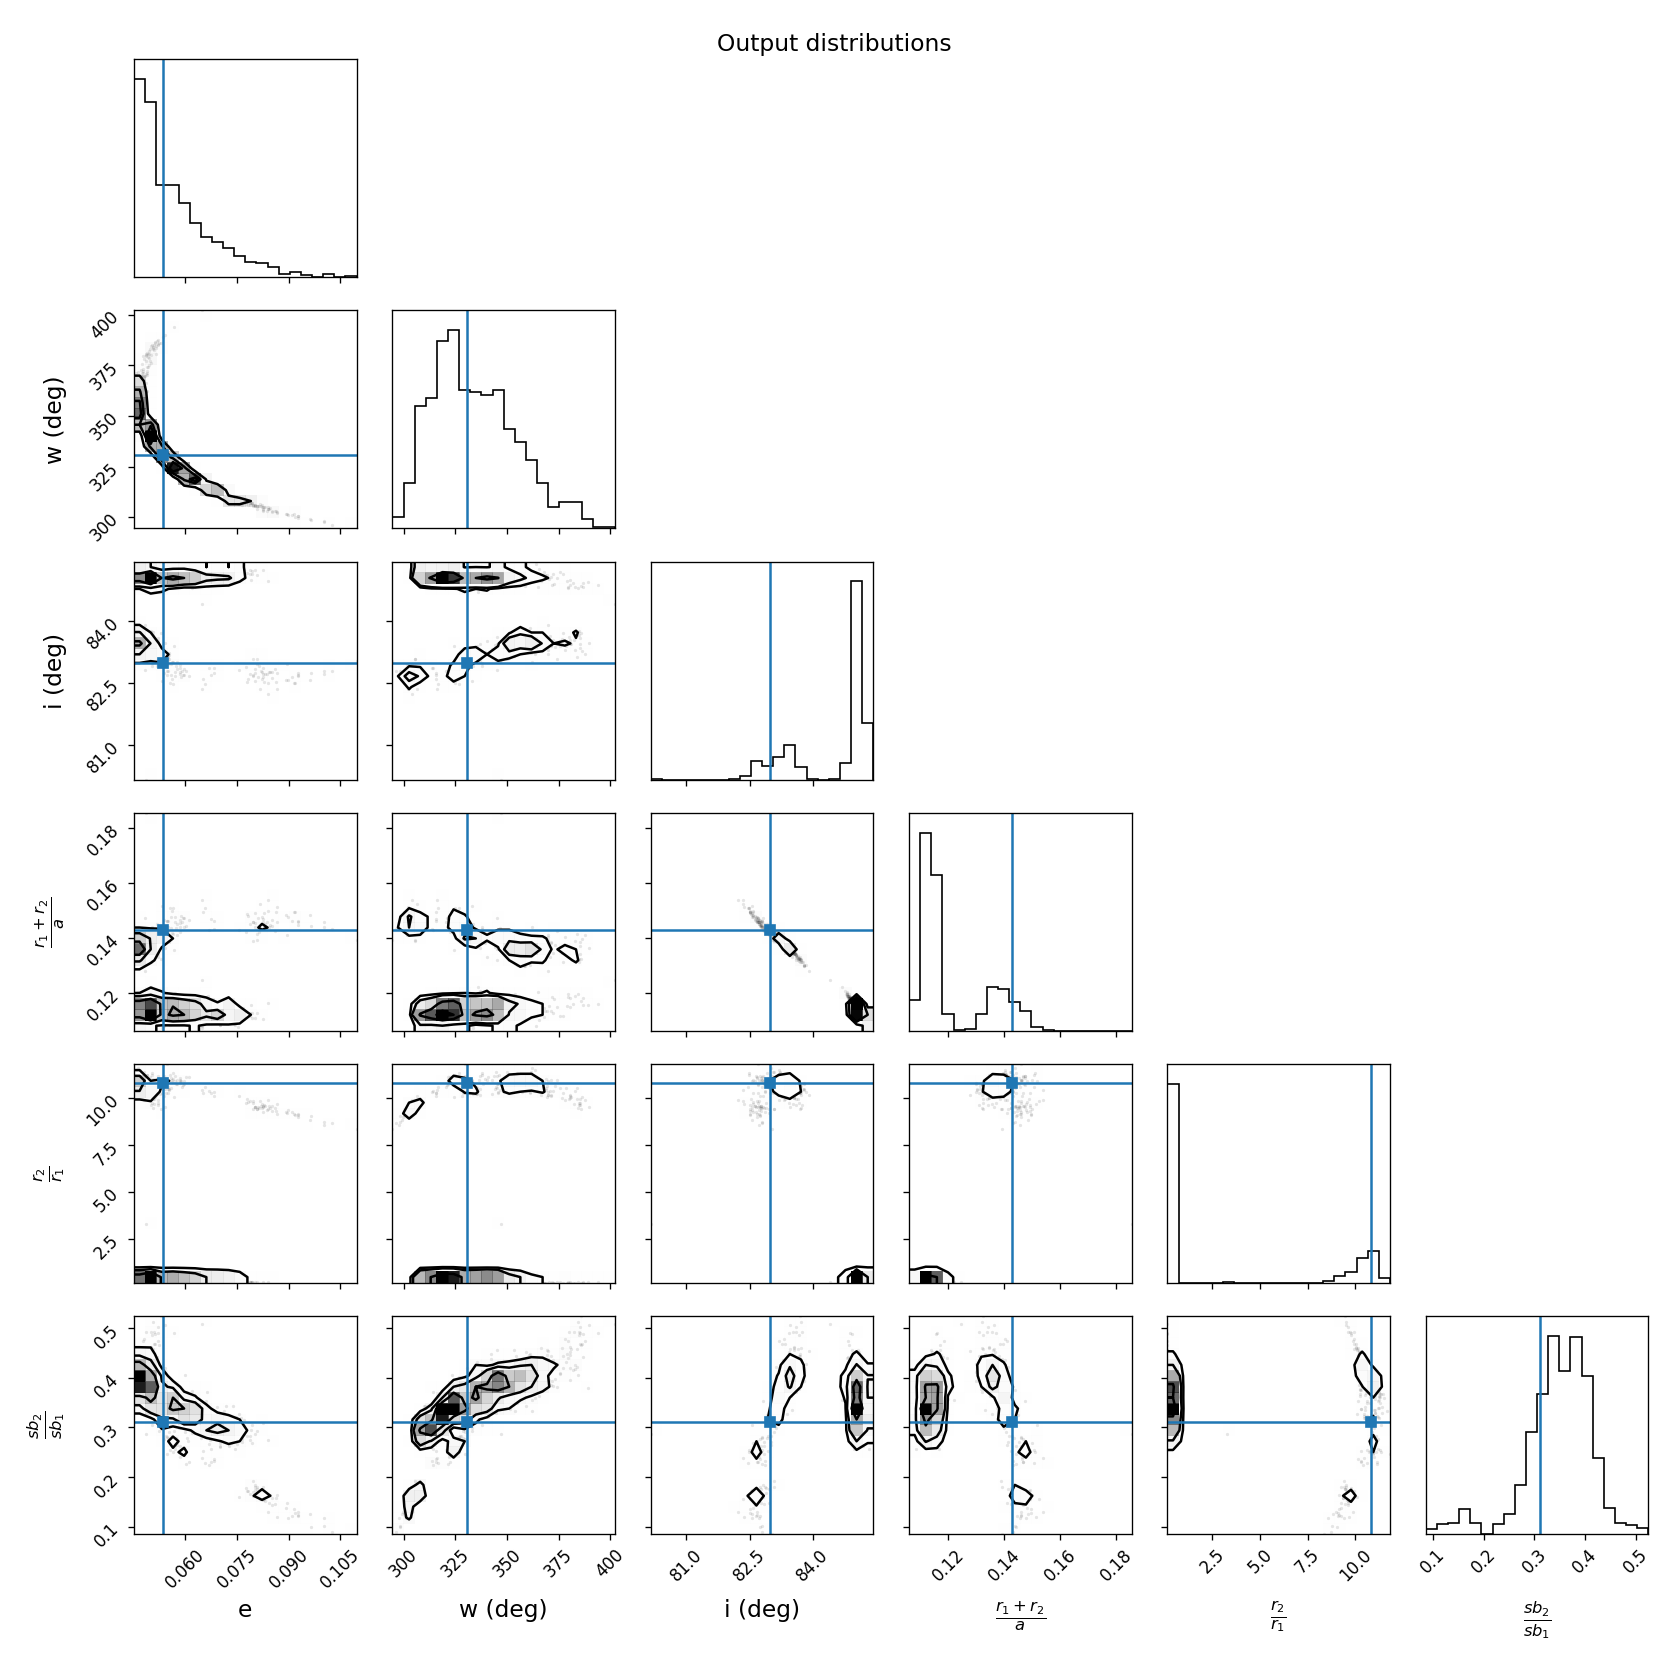 Output distributions
400
375
350
325
300
w (deg)
84.0
82.5
81.0
i (deg)
0.18
0.16
0.14
0.12
r₁ + r₂
a
10.0
7.5
5.0
2.5
r₂
r₁
0.5
0.4
0.3
0.2
0.1
sb₂
sb₁
0.060 0.075 0.090 0.105 300 325 350 375 400 81.0 82.5 84.0 0.12 0.14 0.16 0.18 2.5 5.0 7.5 10.0 0.1 0.2 0.3 0.4 0.5
e w (deg) i (deg)
r₁ + r₂
a
r₂
r₁
sb₂
sb₁